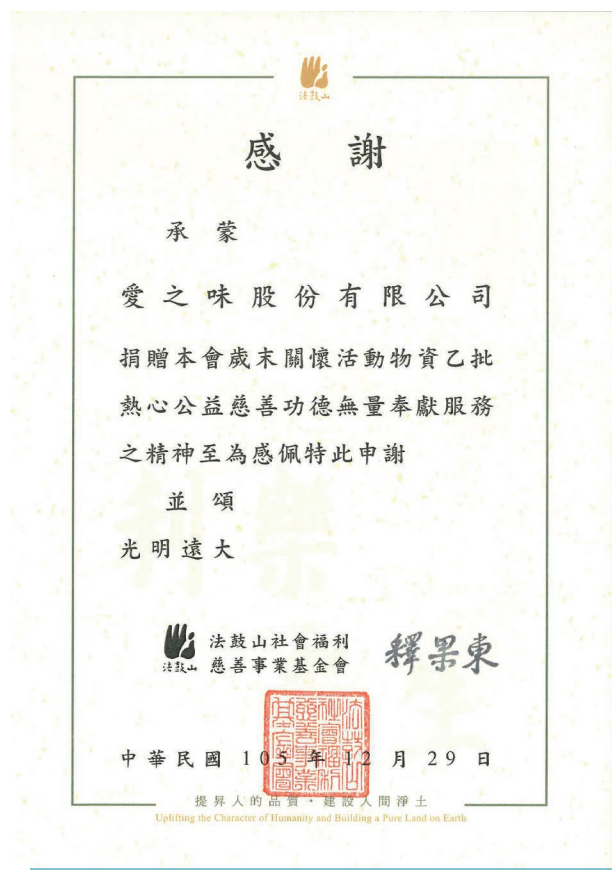 法鼓山
感謝
承蒙
愛之味股份有限公司
捐贈本會歲末關懷活動物資乙批
熱心公益慈善功德無量奉獻服務
之精神至為感佩特此申謝
並頌
光明遠大
法鼓山
法鼓山社會福利
慈善事業基金會
釋果東
中華民國 105 年 12 月 29 日
提昇人的品質・建設人間淨土
Uplifting the Character of Humanity and Building a Pure Land on Earth